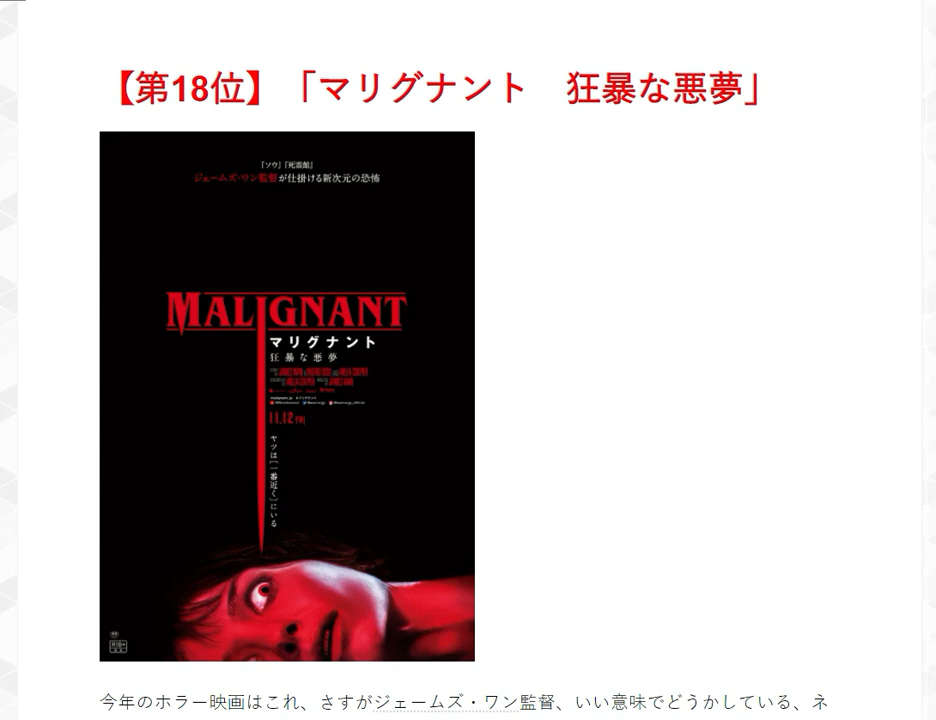 【第18位】「マリグナント　狂暴な悪夢」
「ソウ」「死霊館」
ジェームズ・ワン監督が仕掛ける新次元の恐怖
MALIGNANT
マリグナント
狂暴な悪夢
11.12 FRI
ヤツは[一番近く]にいる
R18+
今年のホラー映画はこれ、さすがジェームズ・ワン監督、いい意味でどうかしている、ネ